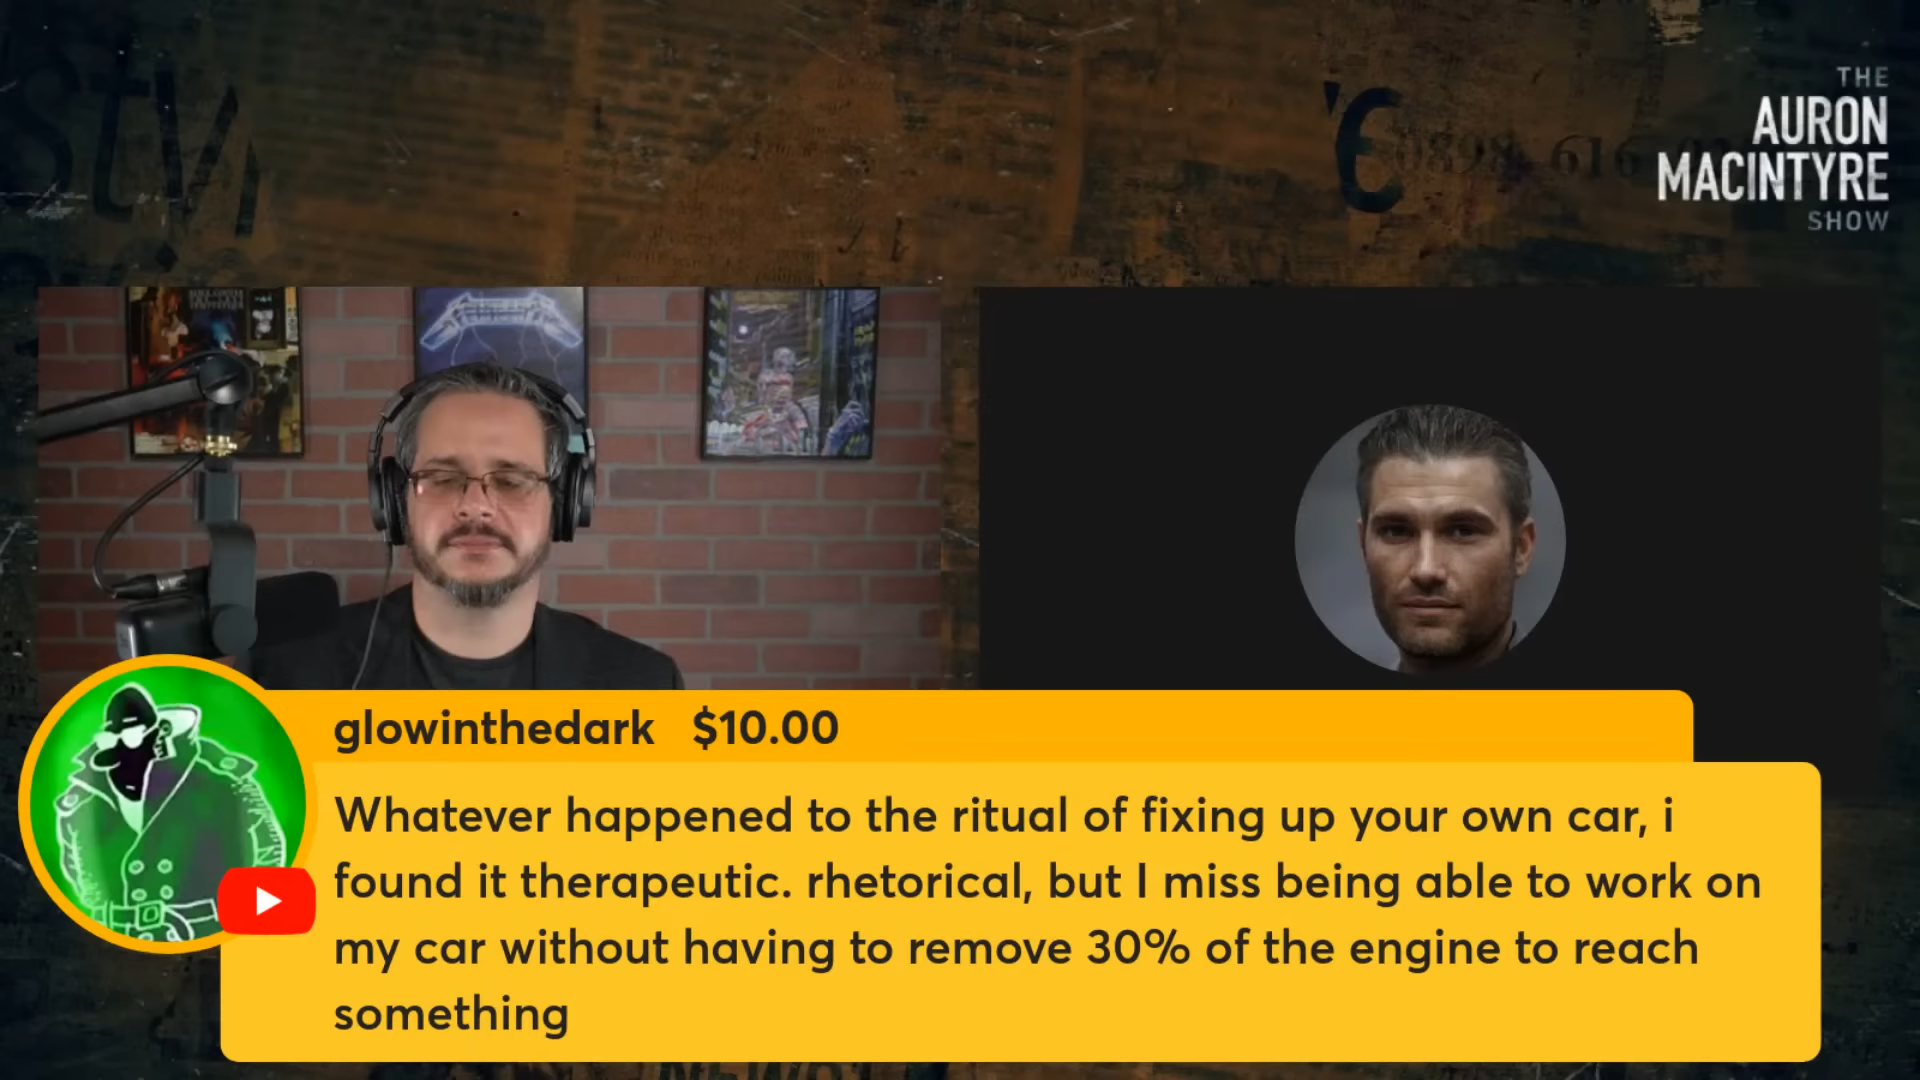 THE
AURON
MACINTYRE
SHOW
0898 616
glowinthedark $10.00
Whatever happened to the ritual of fixing up your own car, i
found it therapeutic. rhetorical, but I miss being able to work on
my car without having to remove 30% of the engine to reach
something